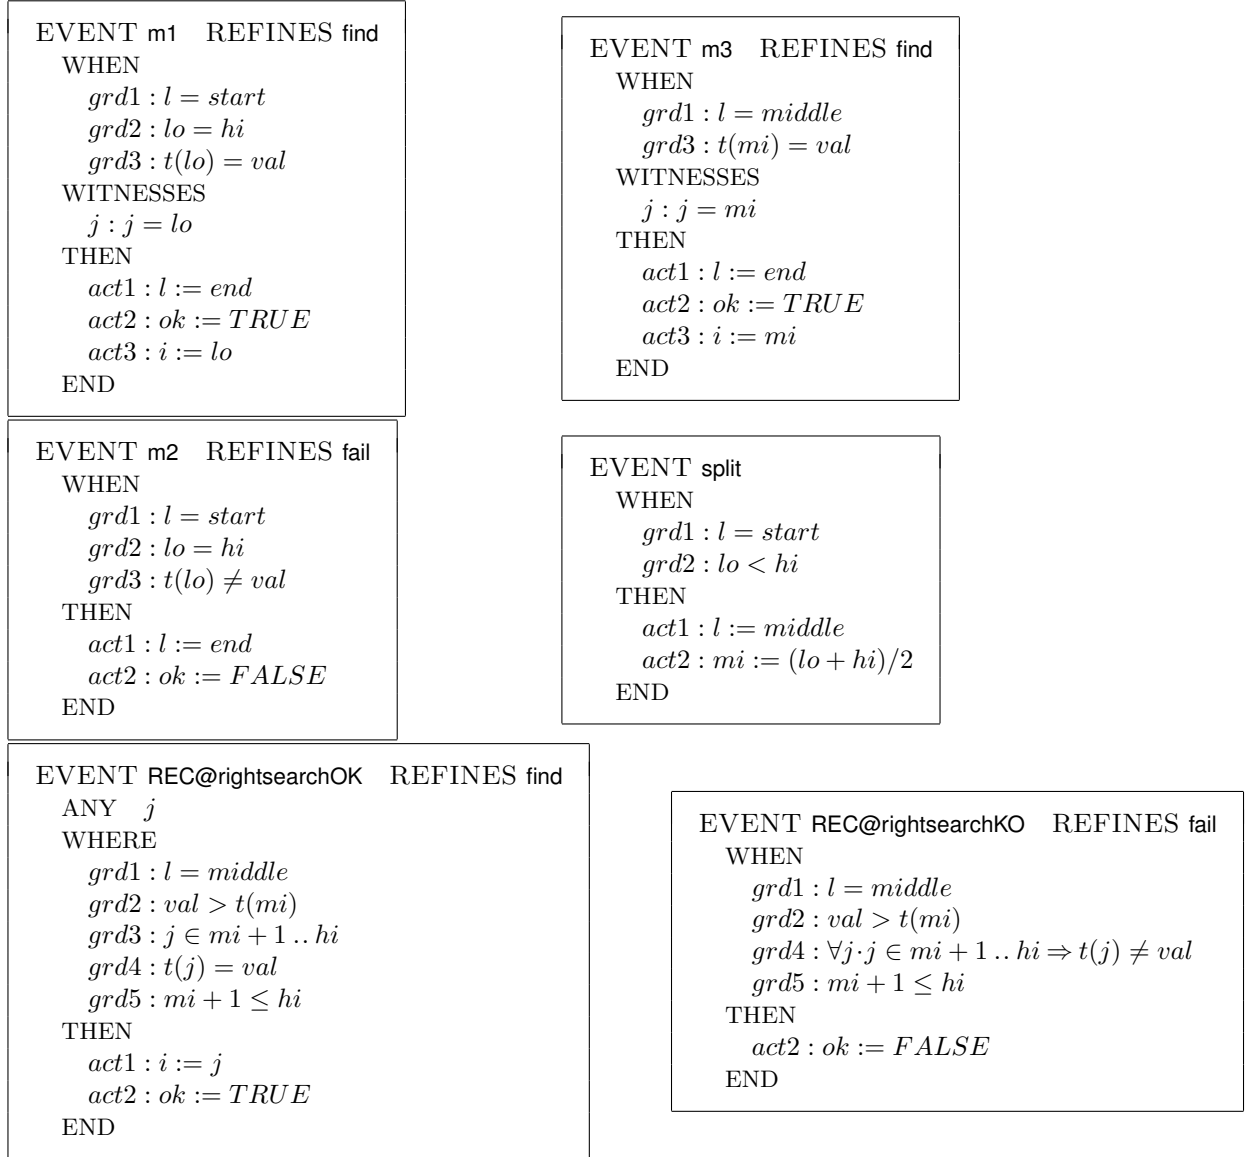 EVENT m1 REFINES find
WHEN
grd1 : l = start
grd2 : lo = hi
grd3 : t(lo) = val
WITNESSES
j : j = lo
THEN
act1 : l := end
act2 : ok := TRUE
act3 : i := lo
END
EVENT m3 REFINES find
WHEN
grd1 : l = middle
grd3 : t(mi) = val
WITNESSES
j : j = mi
THEN
act1 : l := end
act2 : ok := TRUE
act3 : i := mi
END
EVENT m2 REFINES fail
WHEN
grd1 : l = start
grd2 : lo = hi
grd3 : t(lo) ≠ val
THEN
act1 : l := end
act2 : ok := FALSE
END
EVENT split
WHEN
grd1 : l = start
grd2 : lo < hi
THEN
act1 : l := middle
act2 : mi := (lo + hi)/2
END
EVENT REC@rightsearchOK REFINES find
ANY j
WHERE
grd1 : l = middle
grd2 : val > t(mi)
grd3 : j ∈ mi + 1 .. hi
grd4 : t(j) = val
grd5 : mi + 1 ≤ hi
THEN
act1 : i := j
act2 : ok := TRUE
END
EVENT REC@rightsearchKO REFINES fail
WHEN
grd1 : l = middle
grd2 : val > t(mi)
grd4 : ∀j·j ∈ mi + 1 .. hi ⇒ t(j) ≠ val
grd5 : mi + 1 ≤ hi
THEN
act2 : ok := FALSE
END